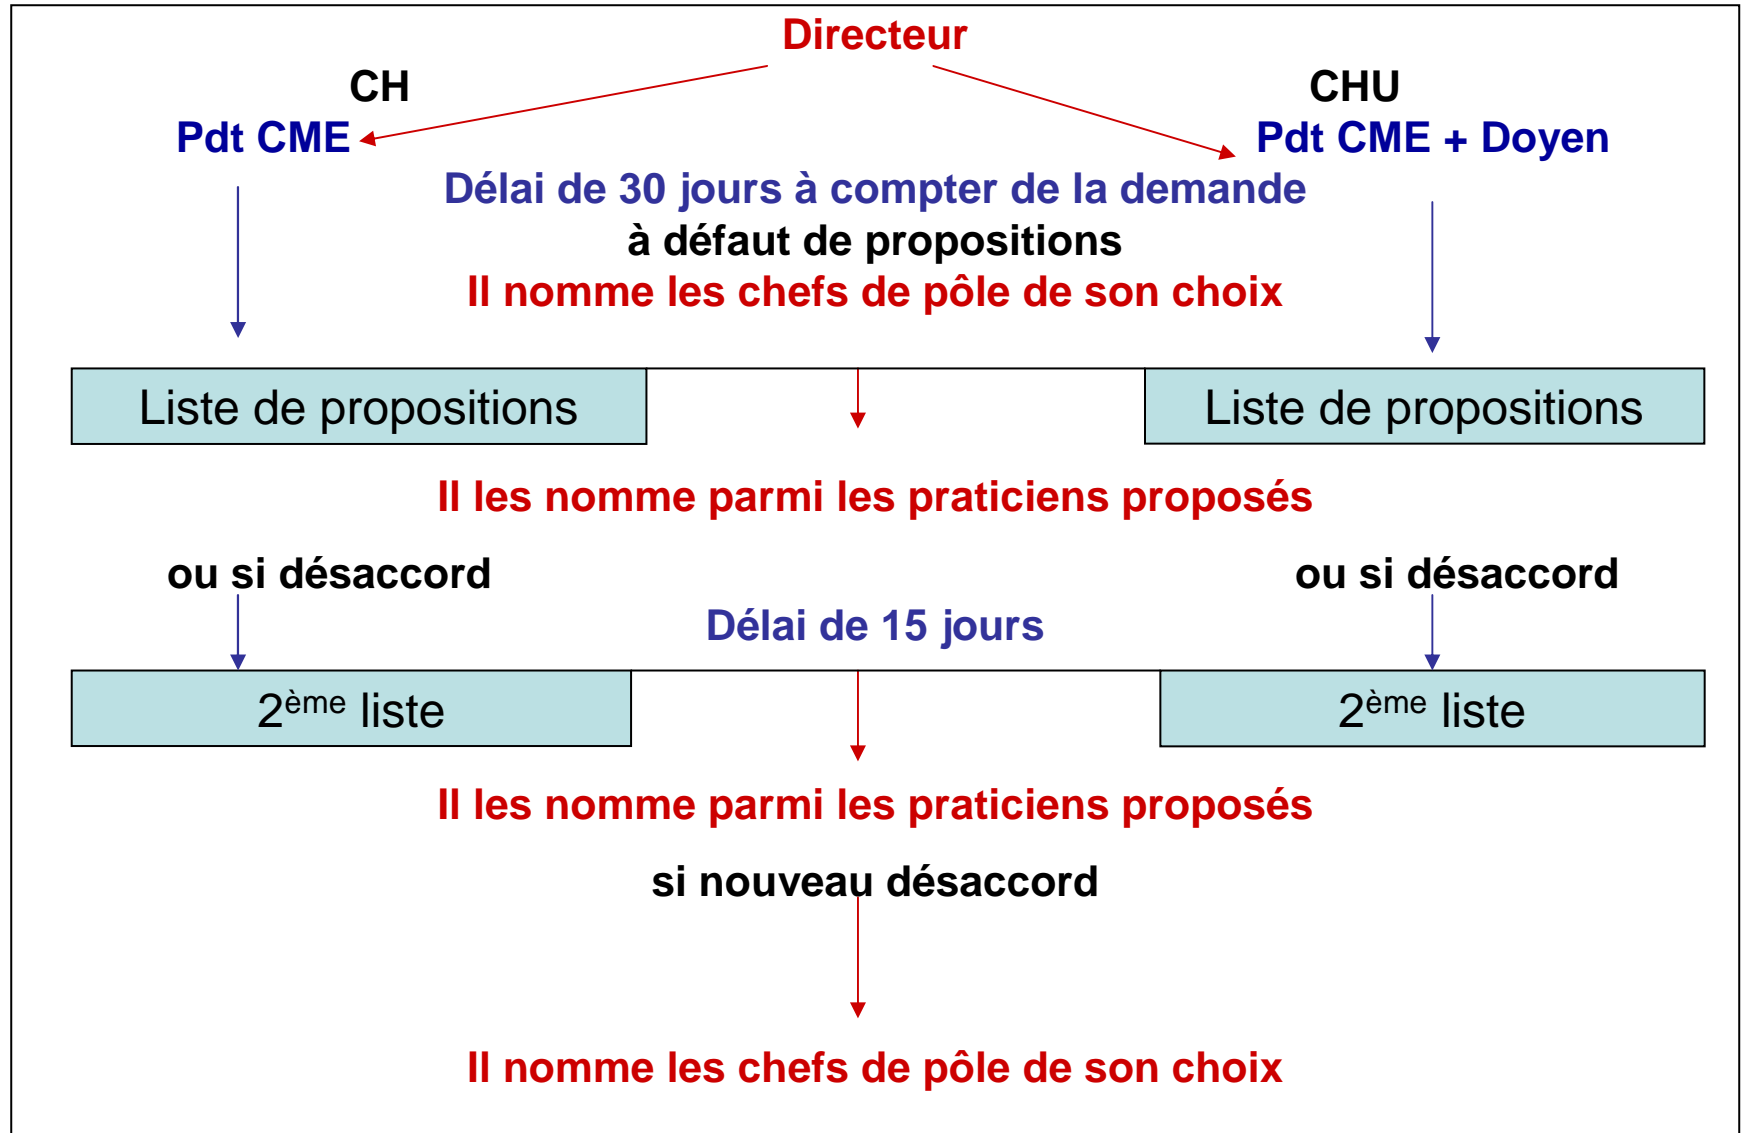 Directeur
CH
CHU
Pdt CME
Pdt CME + Doyen
Délai de 30 jours à compter de la demande
à défaut de propositions
Il nomme les chefs de pôle de son choix
Liste de propositions
Liste de propositions
Il les nomme parmi les praticiens proposés
ou si désaccord
ou si désaccord
Délai de 15 jours
2ème liste
2ème liste
Il les nomme parmi les praticiens proposés
si nouveau désaccord
Il nomme les chefs de pôle de son choix